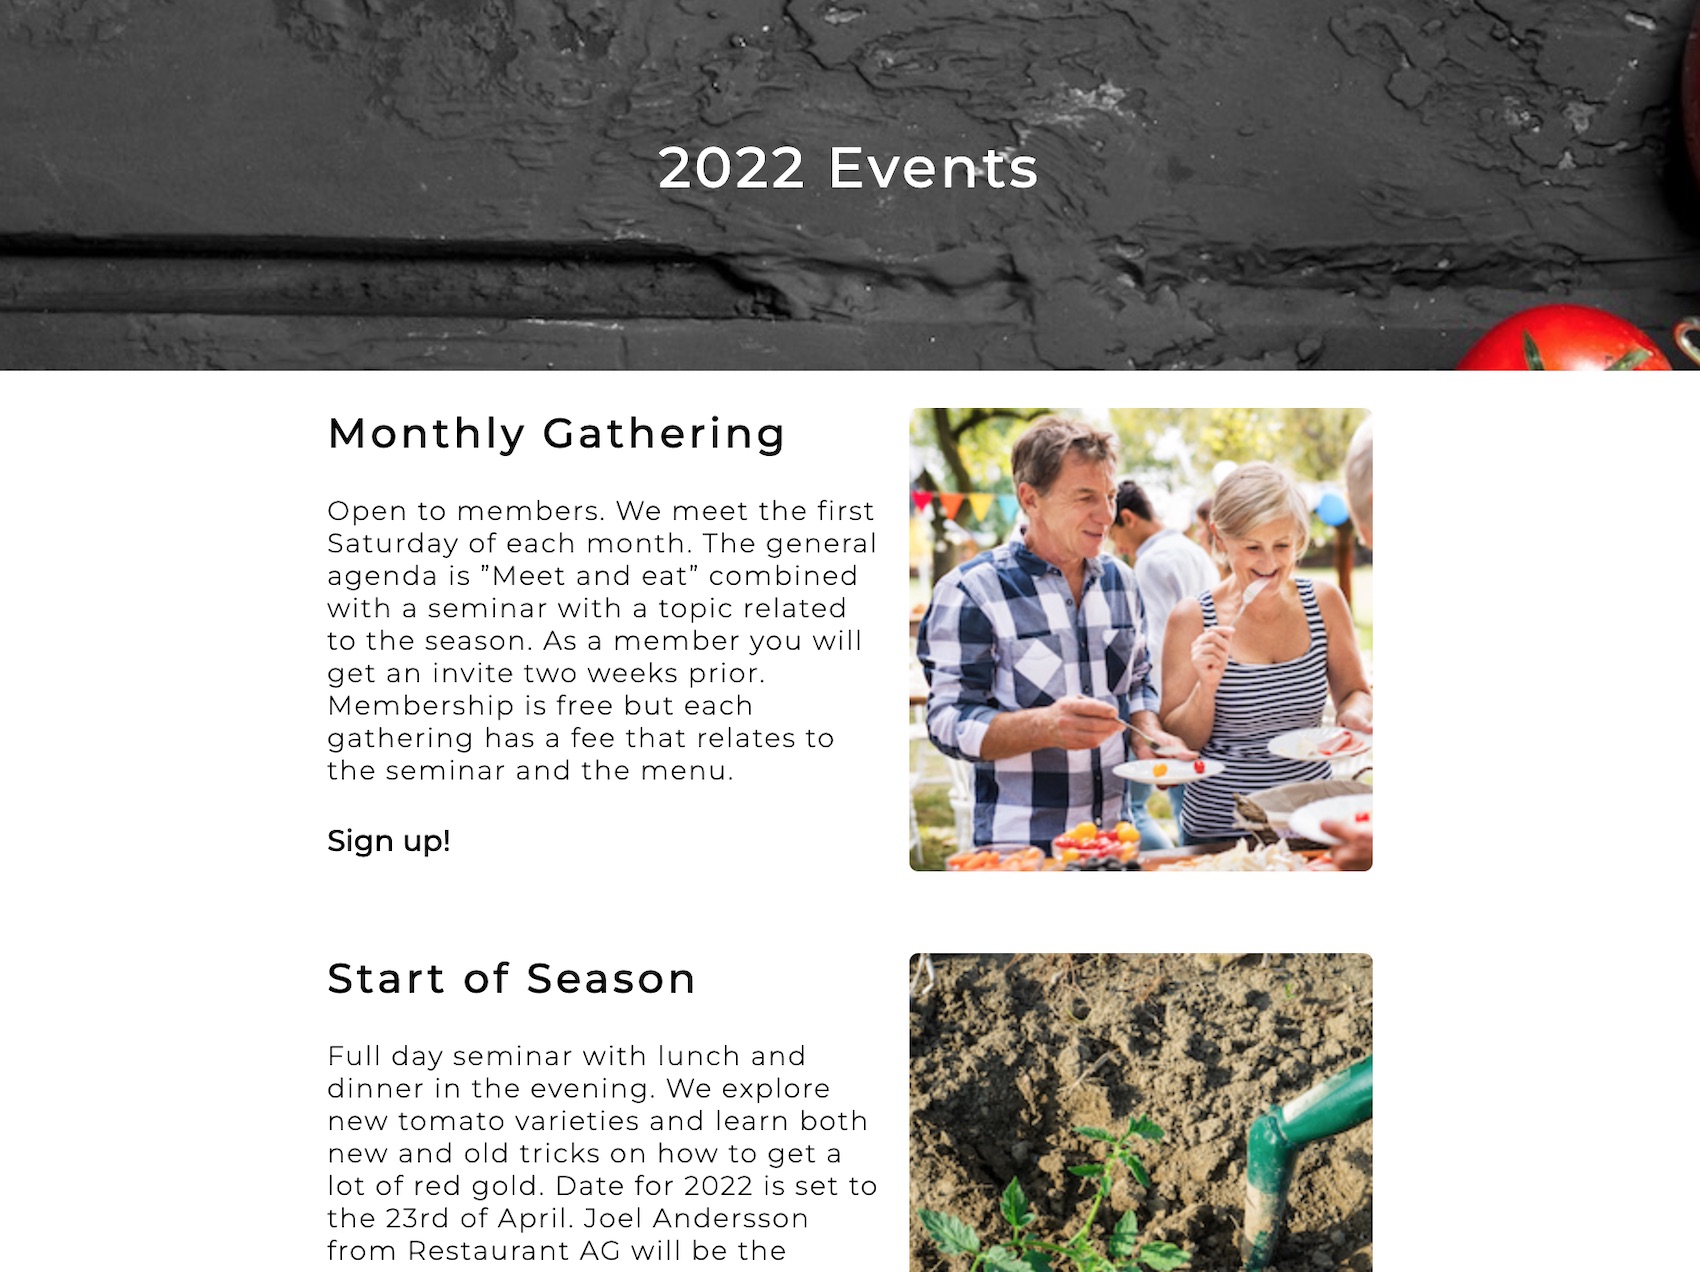 2022 Events
Monthly Gathering
Open to members. We meet the first
Saturday of each month. The general
agenda is ”Meet and eat” combined
with a seminar with a topic related
to the season. As a member you will
get an invite two weeks prior.
Membership is free but each
gathering has a fee that relates to
the seminar and the menu.
Sign up!
Start of Season
Full day seminar with lunch and
dinner in the evening. We explore
new tomato varieties and learn both
new and old tricks on how to get a
lot of red gold. Date for 2022 is set to
the 23rd of April. Joel Andersson
from Restaurant AG will be the